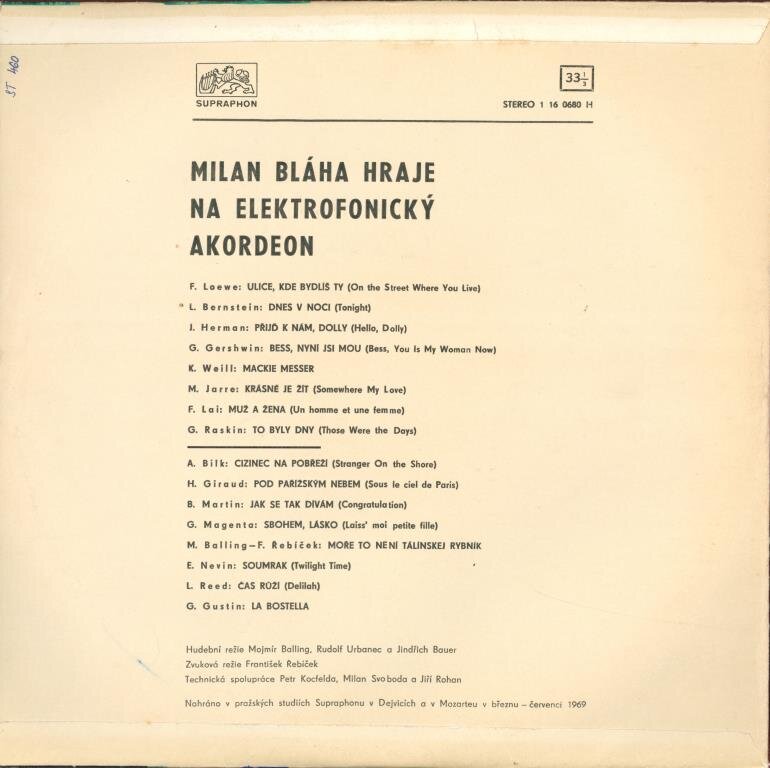 ST 460
SUPRAPHON
33 1/3
STEREO 1 16 0680 H
MILAN BLÁHA HRAJE
NA ELEKTROFONICKÝ
AKORDEON
F. Loewe: ULICE, KDE BYDLÍŠ TY (On the Street Where You Live)
L. Bernstein: DNES V NOCI (Tonight)
J. Herman: PŘIJĎ K NÁM, DOLLY (Hello, Dolly)
G. Gershwin: BESS, NYNÍ JSI MOU (Bess, You Is My Woman Now)
K. Weill: MACKIE MESSER
M. Jarre: KRÁSNÉ JE ŽÍT (Somewhere My Love)
F. Lai: MUŽ A ŽENA (Un homme et une femme)
G. Raskin: TO BYLY DNY (Those Were the Days)
A. Bilk: CIZINEC NA POBŘEŽÍ (Stranger On the Shore)
H. Giraud: POD PAŘÍŽSKÝM NEBEM (Sous le ciel de Paris)
B. Martin: JAK SE TAK DÍVÁM (Congratulation)
G. Magenta: SBOHEM, LÁSKO (Laiss' moi petite fille)
M. Balling–F. Řebíček: MOŘE TO NENÍ TÁLINSKEJ RYBNÍK
E. Nevin: SOUMRAK (Twilight Time)
L. Reed: ČAS RŮŽÍ (Delilah)
G. Gustin: LA BOSTELLA
Hudební režie Mojmír Balling, Rudolf Urbanec a Jindřich Bauer
Zvuková režie František Řebíček
Technická spolupráce Petr Kocfelda, Milan Svoboda a Jiří Rohan
Nahráno v pražských studiích Supraphonu v Dejvicích a v Mozarteu v březnu – červenci 1969